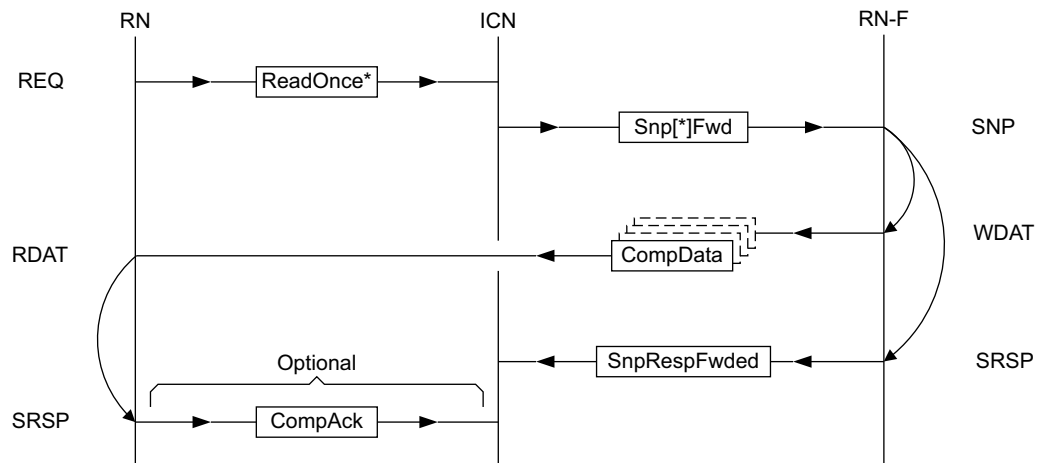 RN ICN RN-F
REQ ReadOnce*
Snp[*]Fwd SNP
WDAT
RDAT CompData
SnpRespFwded SRSP
Optional
SRSP CompAck